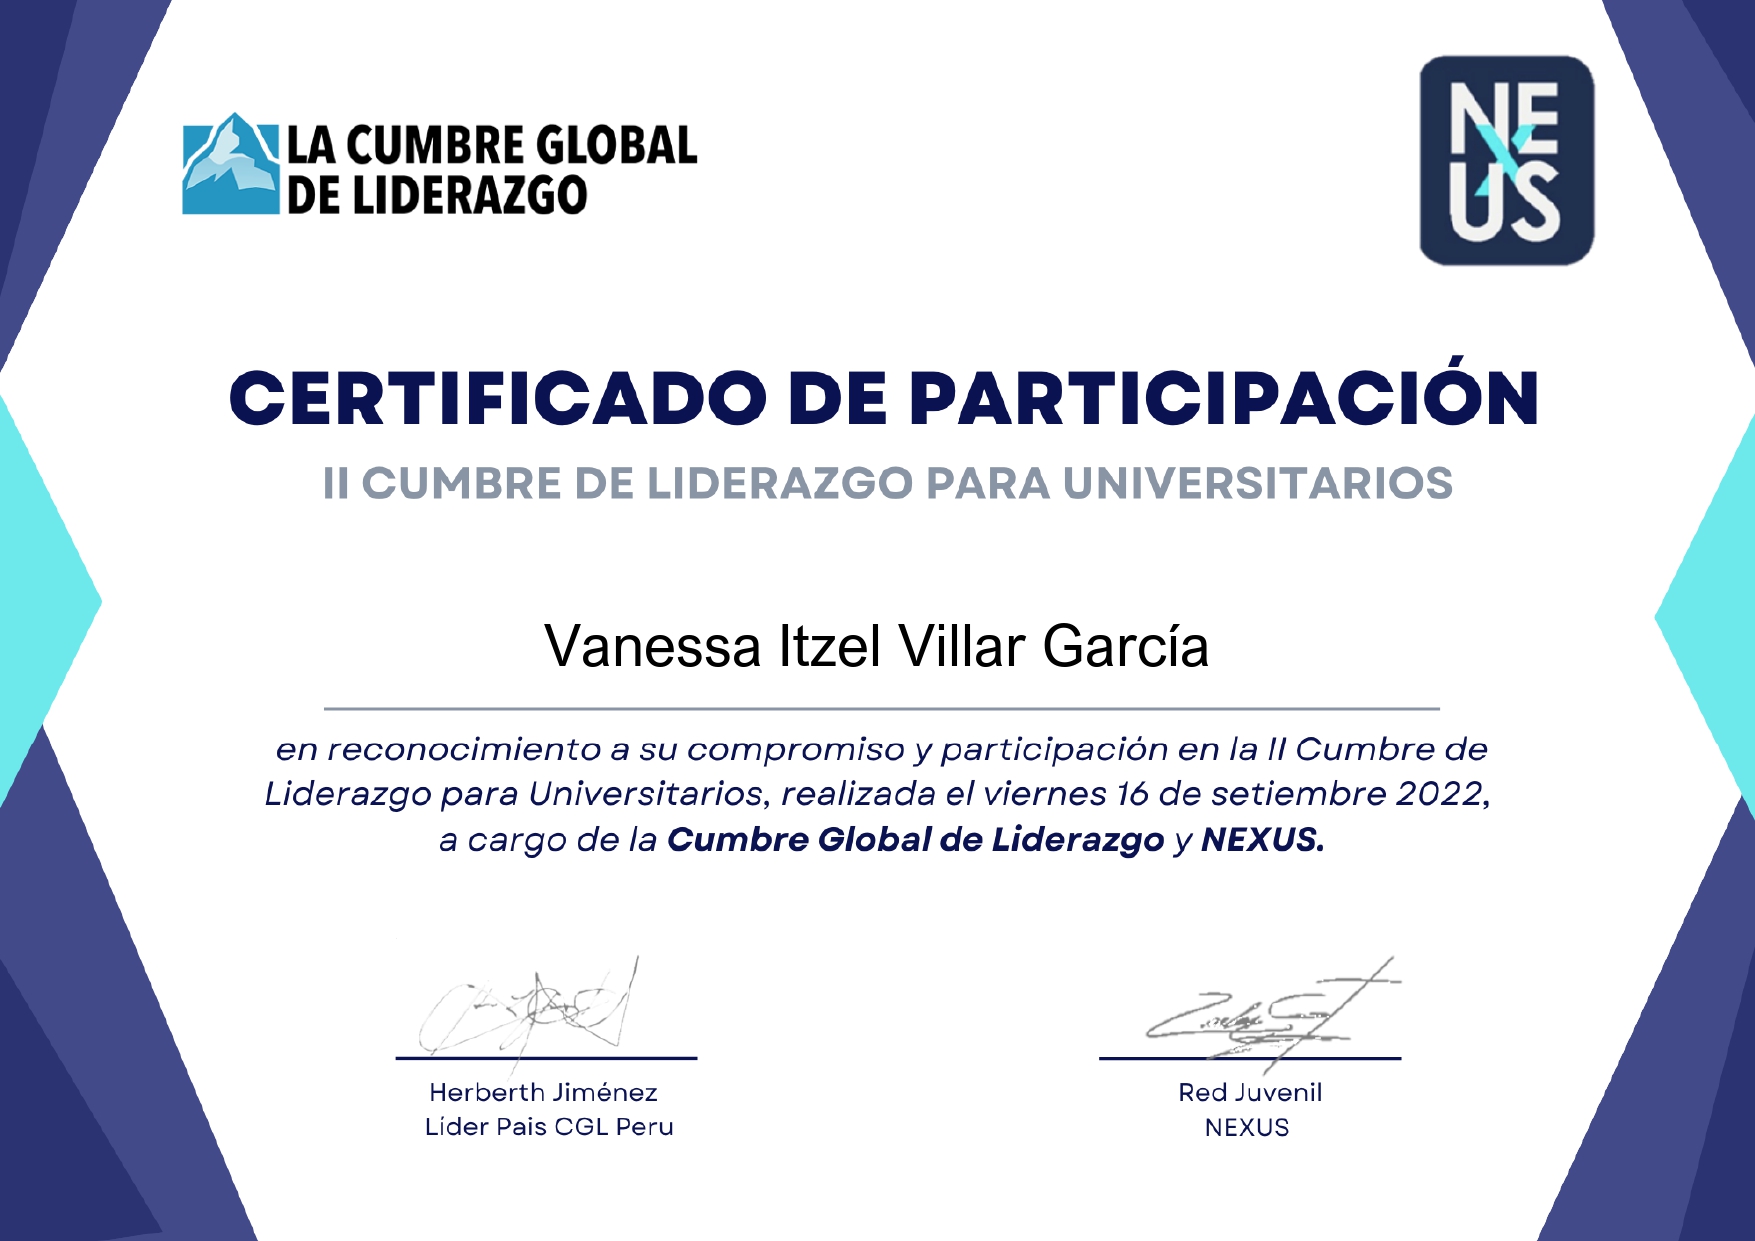 LA CUMBRE GLOBAL
DE LIDERAZGO
NE
X
US
CERTIFICADO DE PARTICIPACIÓN
II CUMBRE DE LIDERAZGO PARA UNIVERSITARIOS
Vanessa Itzel Villar García
en reconocimiento a su compromiso y participación en la II Cumbre de
Liderazgo para Universitarios, realizada el viernes 16 de setiembre 2022,
a cargo de la Cumbre Global de Liderazgo y NEXUS.
Herberth Jiménez
Líder Pais CGL Peru
Red Juvenil
NEXUS